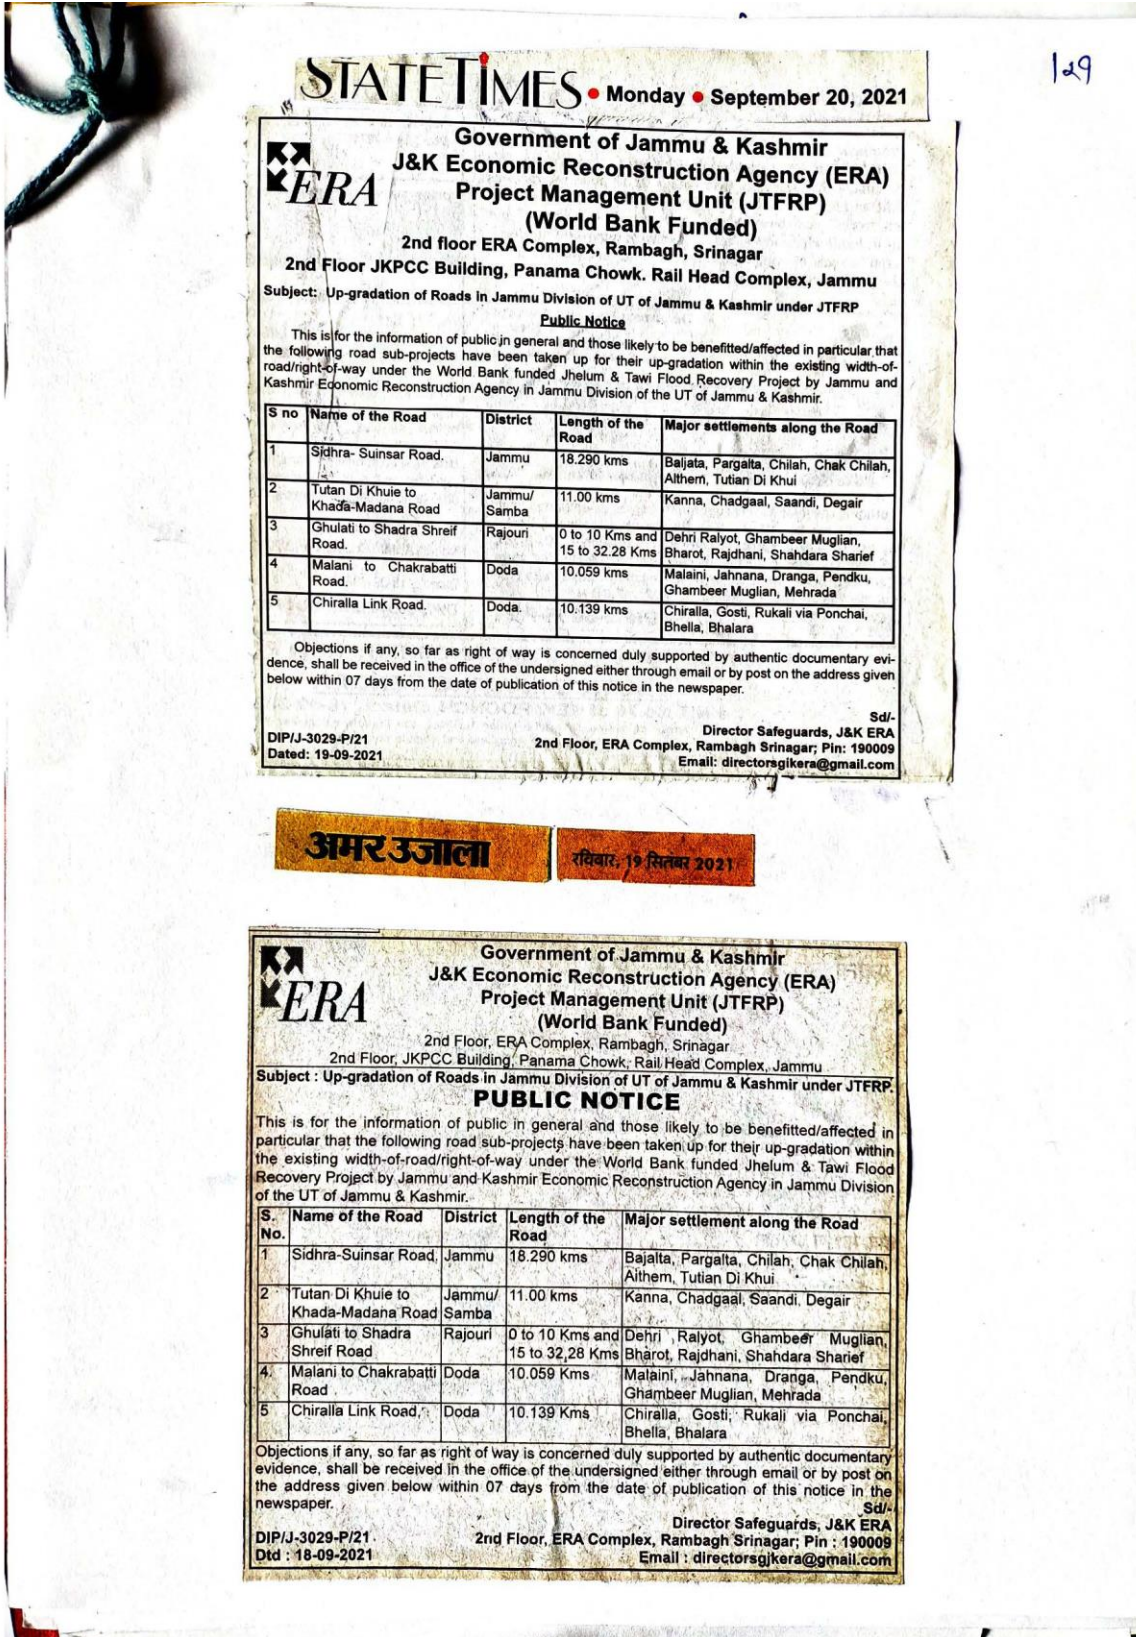 129
STATE TIMES • Monday • September 20, 2021
ERA
Government of Jammu & Kashmir
J&K Economic Reconstruction Agency (ERA)
Project Management Unit (JTFRP)
(World Bank Funded)
2nd floor ERA Complex, Rambagh, Srinagar
2nd Floor JKPCC Building, Panama Chowk. Rail Head Complex, Jammu
Subject: Up-gradation of Roads in Jammu Division of UT of Jammu & Kashmir under JTFRP
Public Notice
This is for the information of public in general and those likely to be benefitted/affected in particular that
the following road sub-projects have been taken up for their up-gradation within the existing width-of-
road/right-of-way under the World Bank funded Jhelum & Tawi Flood Recovery Project by Jammu and
Kashmir Economic Reconstruction Agency in Jammu Division of the UT of Jammu & Kashmir.
S no Name of the Road District Length of the Road Major settlements along the Road
1 Sidhra- Suinsar Road. Jammu 18.290 kms Baljata, Pargalta, Chilah, Chak Chilah,
Althem, Tutian Di Khui
2 Tutan Di Khuie to Jammu/ 11.00 kms Kanna, Chadgaal, Saandi, Degair
Khada-Madana Road Samba
3 Ghulati to Shadra Shreif Rajouri 0 to 10 Kms and Dehri Ralyot, Ghambeer Muglian,
Road. 15 to 32.28 Kms Bharot, Rajdhani, Shahdara Sharief
4 Malani to Chakrabatti Doda 10.059 kms Malaini, Jahnana, Dranga, Pendku,
Road. Ghambeer Muglian, Mehrada
5 Chiralla Link Road. Doda. 10.139 kms Chiralla, Gosti, Rukali via Ponchai,
Bhella, Bhalara
Objections if any, so far as right of way is concerned duly supported by authentic documentary evi-
dence, shall be received in the office of the undersigned either through email or by post on the address given
below within 07 days from the date of publication of this notice in the newspaper.
Sd/-
Director Safeguards, J&K ERA
DIP/J-3029-P/21 2nd Floor, ERA Complex, Rambagh Srinagar; Pin: 190009
Dated: 19-09-2021 Email: directorsgjkera@gmail.com
अमर उजाला रविवार, 19 सितंबर 2021
ERA
Government of Jammu & Kashmir
J&K Economic Reconstruction Agency (ERA)
Project Management Unit (JTFRP)
(World Bank Funded)
2nd Floor, ERA Complex, Rambagh, Srinagar
2nd Floor, JKPCC Building, Panama Chowk, Rail Head Complex, Jammu
Subject : Up-gradation of Roads in Jammu Division of UT of Jammu & Kashmir under JTFRP.
PUBLIC NOTICE
This is for the information of public in general and those likely to be benefitted/affected in
particular that the following road sub-projects have been taken up for their up-gradation within
the existing width-of-road/right-of-way under the World Bank funded Jhelum & Tawi Flood
Recovery Project by Jammu and Kashmir Economic Reconstruction Agency in Jammu Division
of the UT of Jammu & Kashmir.
S. Name of the Road District Length of the Major settlement along the Road
No. Road
1 Sidhra-Suinsar Road, Jammu 18.290 kms Bajalta, Pargalta, Chilah, Chak Chilah,
Aithem, Tutian Di Khui
2 Tutan Di Khuie to Jammu/ 11.00 kms Kanna, Chadgaal, Saandi, Degair
Khada-Madana Road Samba
3 Ghulati to Shadra Rajouri 0 to 10 Kms and Dehri , Ralyot, Ghambeer Muglian,
Shreif Road 15 to 32,28 Kms Bharot, Rajdhani, Shahdara Sharief
4. Malani to Chakrabatti Doda 10.059 Kms Malaini, Jahnana, Dranga, Pendku,
Road Ghambeer Muglian, Mehrada
5 Chiralla Link Road, Doda 10.139 Kms Chiralla, Gosti, Rukali via Ponchai,
Bhella, Bhalara
Objections if any, so far as right of way is concerned duly supported by authentic documentary
evidence, shall be received in the office of the undersigned either through email or by post on
the address given below within 07 days from the date of publication of this notice in the
newspaper.
Sd/-
Director Safeguards, J&K ERA
DIP/J-3029-P/21 2nd Floor, ERA Complex, Rambagh Srinagar; Pin : 190009
Dtd : 18-09-2021 Email : directorsgjkera@gmail.com